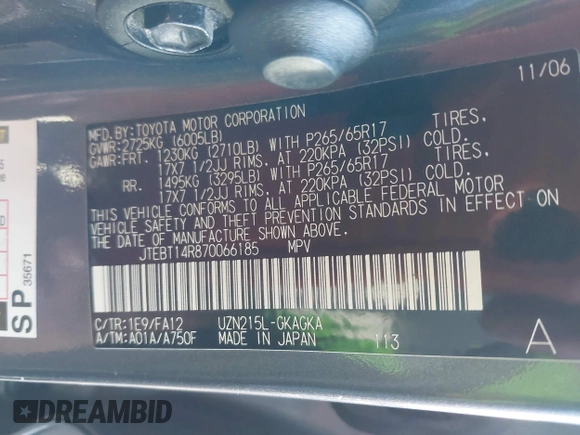 11/06
MFD.BY:TOYOTA MOTOR CORPORATION
GVWR:2725KG (6005LB)
GAWR:FRT. 1230KG (2710LB) WITH P265/65R17 TIRES,
17X7 1/2JJ RIMS, AT 220KPA (32PSI) COLD.
RR. 1495KG (3295LB) WITH P265/65R17 TIRES,
17X7 1/2JJ RIMS, AT 220KPA (32PSI) COLD.
THIS VEHICLE CONFORMS TO ALL APPLICABLE FEDERAL MOTOR
VEHICLE SAFETY AND THEFT PREVENTION STANDARDS IN EFFECT ON
THE DATE OF MANUFACTURE SHOWN ABOVE.
JTEBT14R870066185 MPV
C/TR:1E9/FA12 UZN215L-GKAGKA
A/TM:A01A/A750F MADE IN JAPAN 113 A
SP
35671
DREAMBID